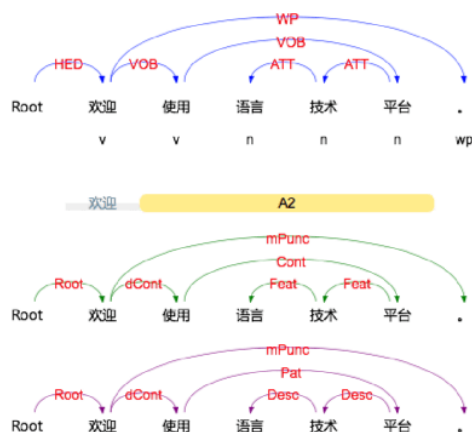 WP
VOB
HED VOB ATT ATT
Root 欢迎 使用 语言 技术 平台 。
v v n n n wp
欢迎 A2
mPunc
Cont
Root dCont Feat Feat
Root 欢迎 使用 语言 技术 平台 。
mPunc
Pat
Root dCont Desc Desc
Root 欢迎 使用 语言 技术 平台 。